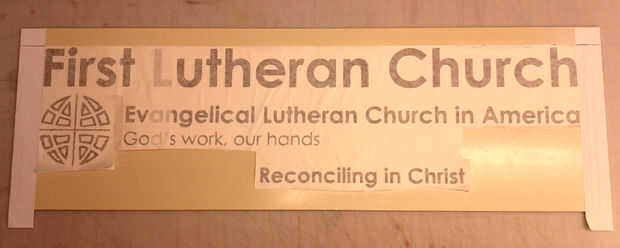 First Lutheran Church
Evangelical Lutheran Church in America
God's work, our hands
Reconciling in Christ